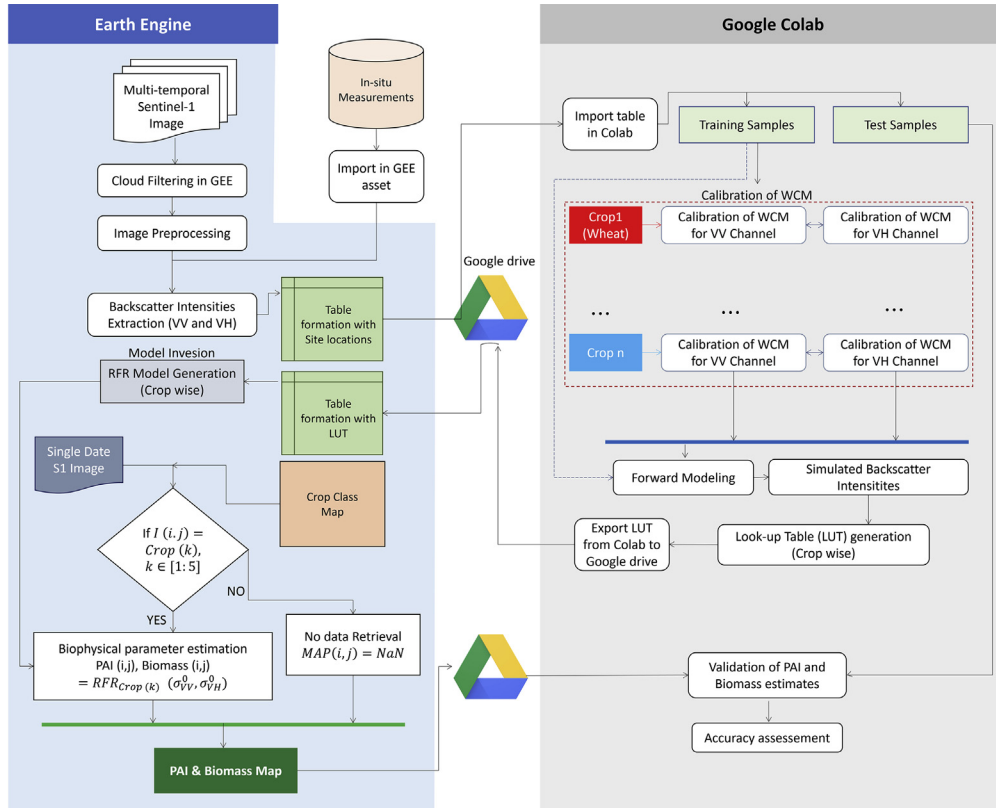 Earth Engine
Google Colab
Multi-temporal
Sentinel-1
Image
In-situ
Measurements
Cloud Filtering in GEE
Import in GEE
asset
Image Preprocessing
Backscatter Intensities
Extraction (VV and VH)
Table
formation with
Site locations
Google drive
Model Invesion
RFR Model Generation
(Crop wise)
Table
formation with
LUT
Single Date
S1 Image
Crop Class
Map
If I (i.j) =
Crop (k),
k ∈ [1: 5]
NO
YES
Biophysical parameter estimation
PAI (i,j), Biomass (i,j)
= RFR_{Crop (k)} (σ^0_{VV}, σ^0_{VH})
No data Retrieval
MAP(i,j) = NaN
PAI & Biomass Map
Import table
in Colab
Training Samples
Test Samples
Calibration of WCM
Crop1
(Wheat)
Calibration of WCM
for VV Channel
Calibration of WCM
for VH Channel
...
...
...
Crop n
Calibration of WCM
for VV Channel
Calibration of WCM
for VH Channel
Forward Modeling
Simulated Backscatter
Intensitites
Export LUT
from Colab to
Google drive
Look-up Table (LUT) generation
(Crop wise)
Validation of PAI and
Biomass estimates
Accuracy assessement